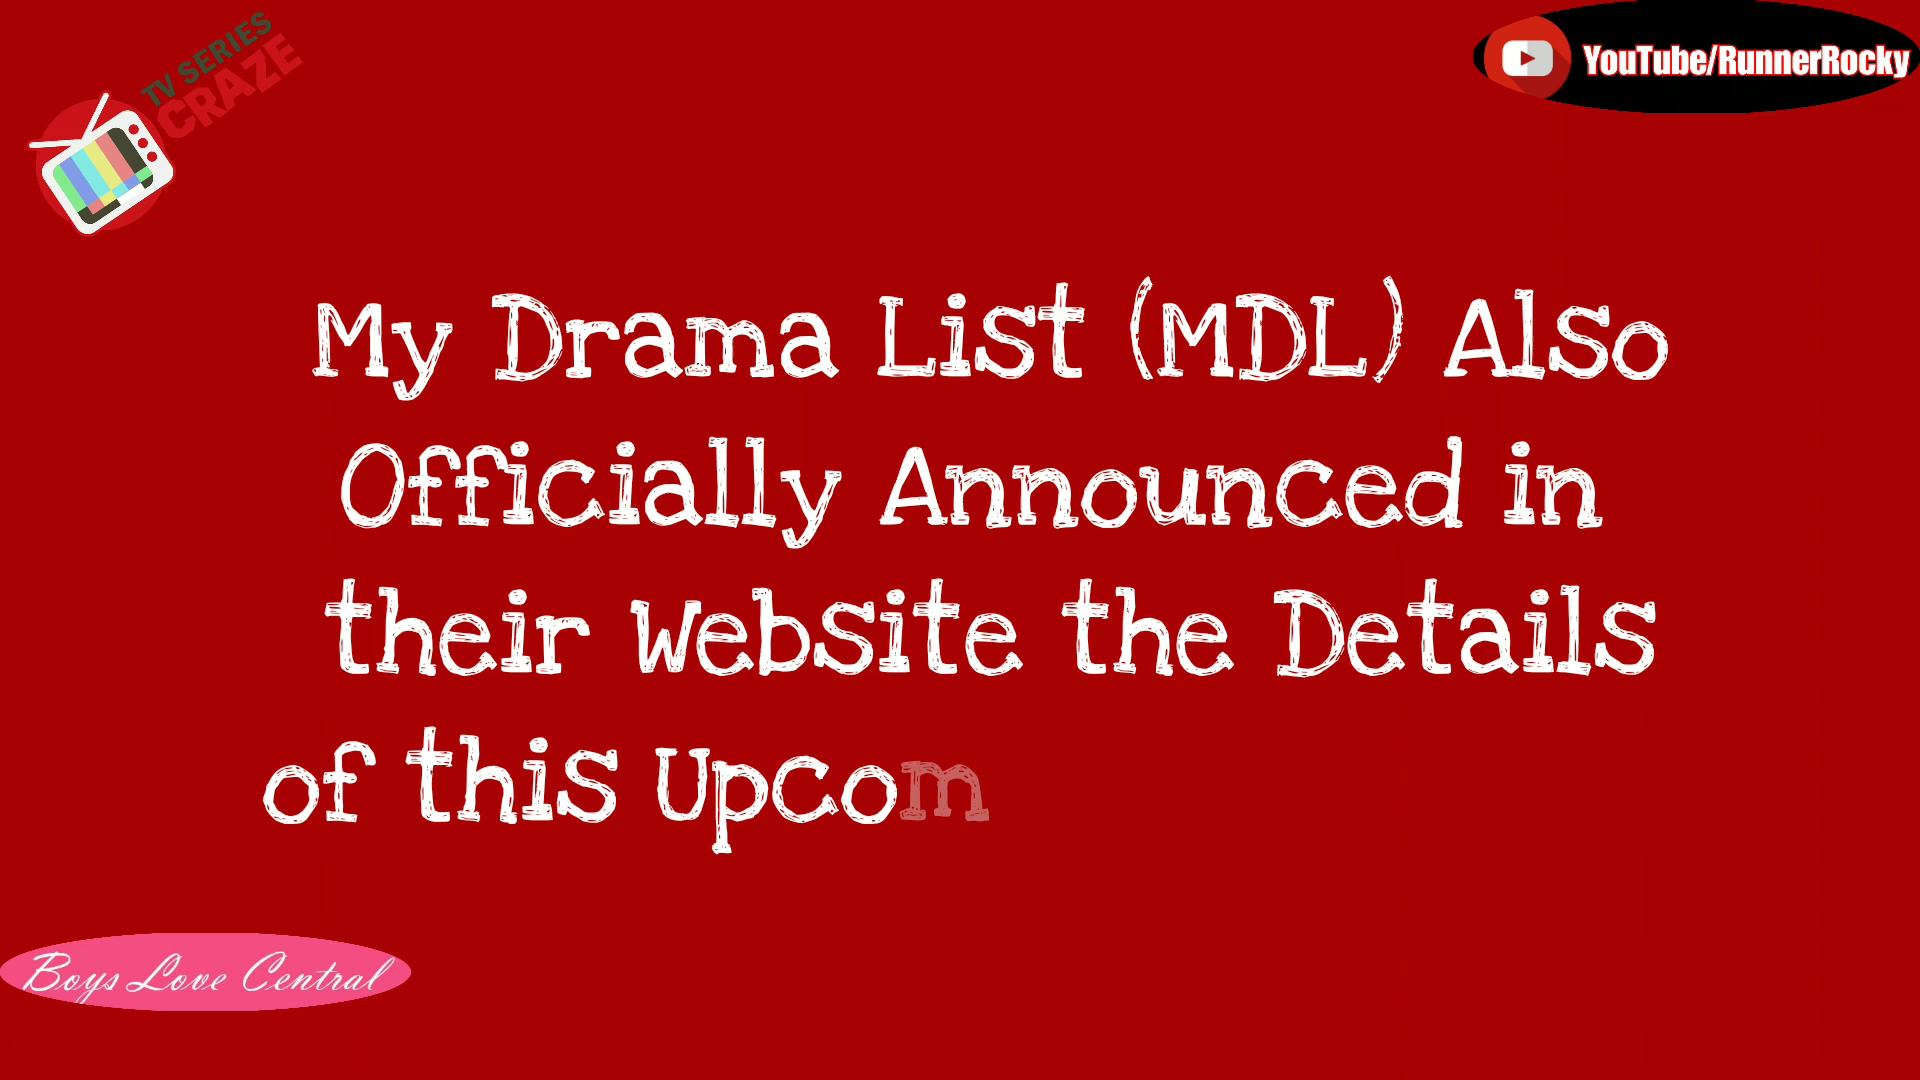 TV SERIES
CRAZE
YouTube/RunnerRocky
My Drama List (MDL) Also
Officially Announced in
their Website the Details
of this Upcom
Boys Love Central